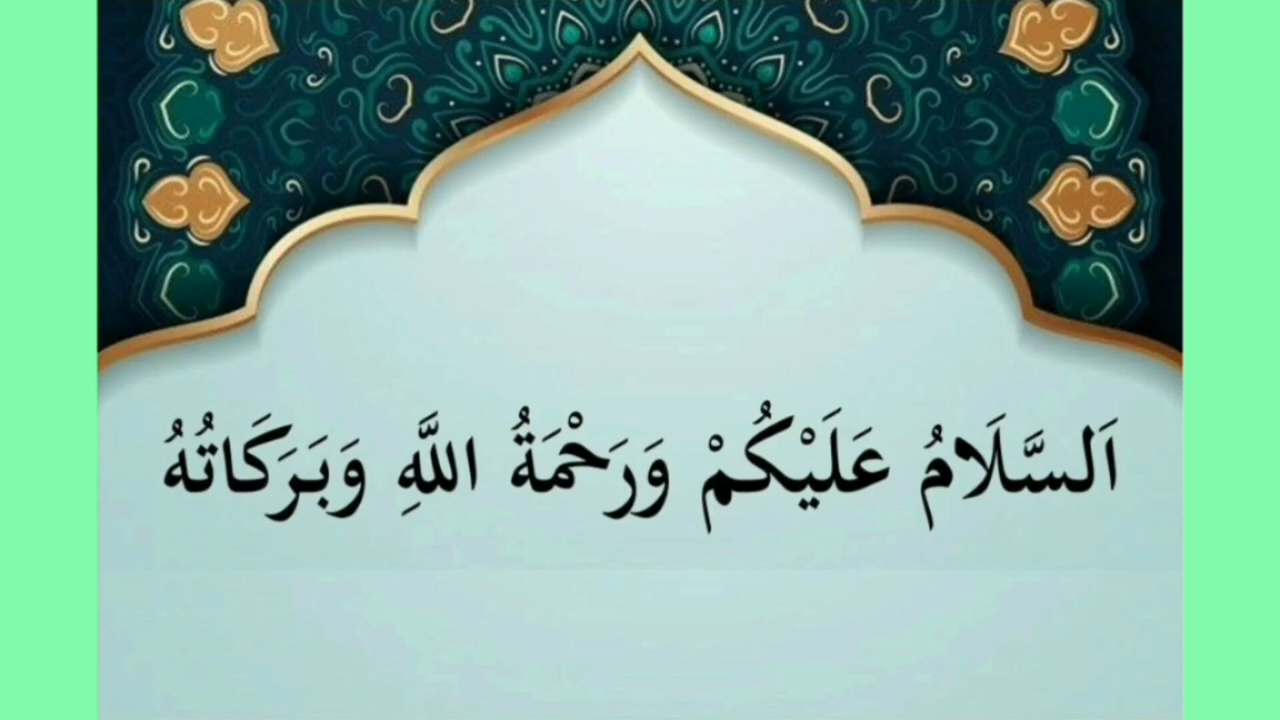 اَلسَّلَامُ عَلَيْكُمْ وَرَحْمَةُ اللَّهِ وَبَرَكَاتُهُ